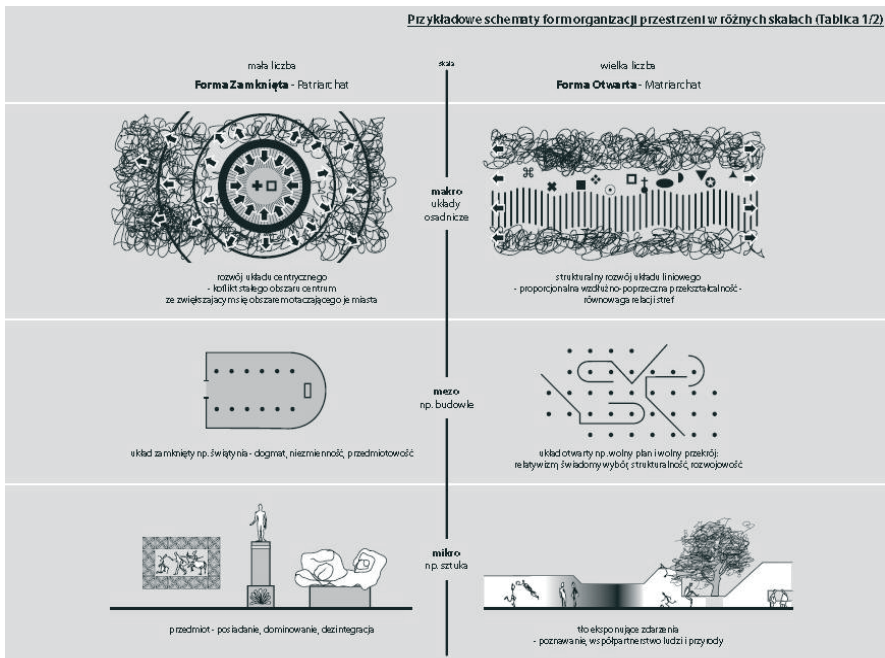 Przykładowe schematy form organizacji przestrzeni w różnych skalach (Tablica 1/2)
mała liczba
Forma Zamknięta - Patriarchat
skala
wielka liczba
Forma Otwarta - Matriarchat
makro
układy
osadnicze
rozwój układu centrycznego
- koflikt stałego obszaru centrum
ze zwiększajacym się obszarem otaczającego je miasta
strukturalny rozwój układu liniowego
- proporcjonalna wzdłużno-poprzeczna przekształcalność -
równowaga relacji stref
mezo
np. budowle
układ zamknięty np. świątynia - dogmat, niezmienność, przedmiotowość
układ otwarty np. wolny plan i wolny przekrój:
relatywizm, świadomy wybór, strukturalność, rozwojowość
mikro
np. sztuka
przedmiot - posiadanie, dominowanie, dezintegracja
tło eksponujące zdarzenia
- poznawanie, współpartnerstwo ludzi i przyrody